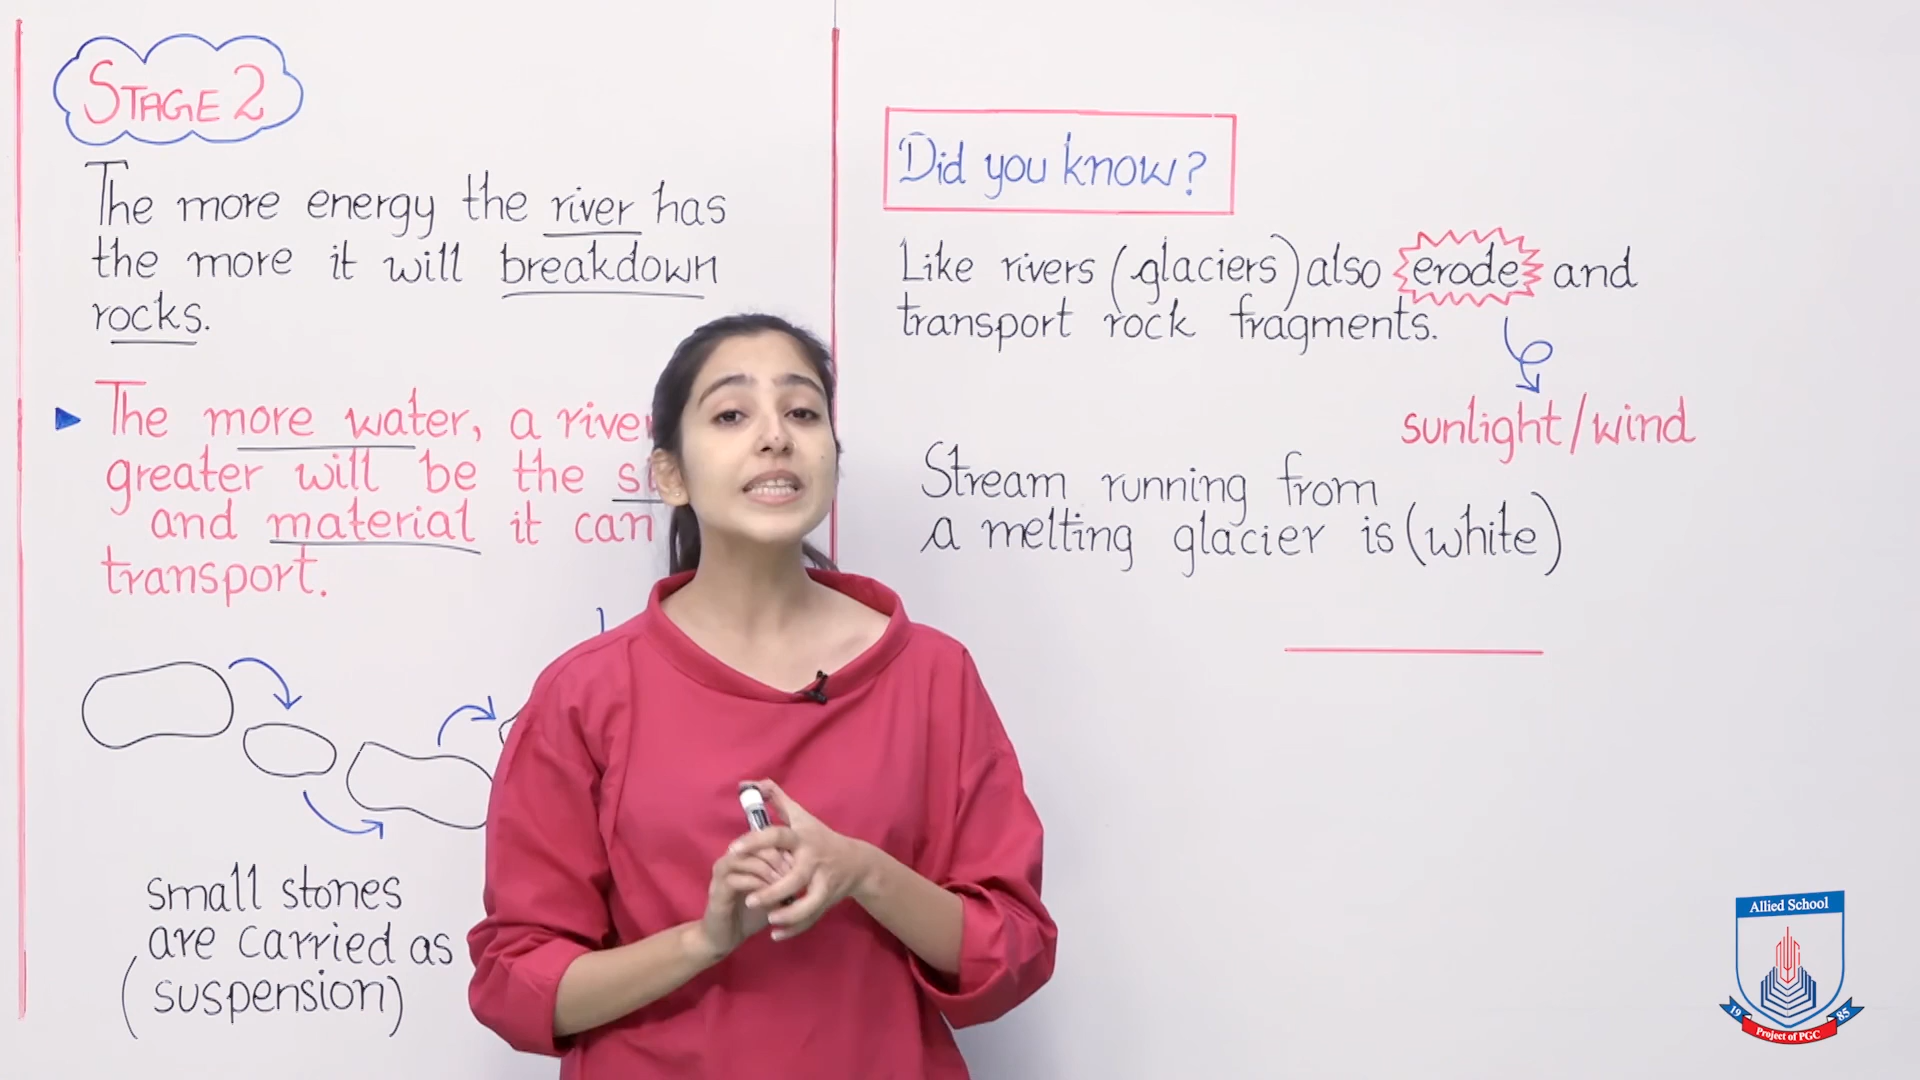 STAGE 2
The more energy the river has
the more it will breakdown
rocks.
The more water, a river
greater will be the
and material it can
transport.
small stones
are carried as
(suspension)
Did you know?
Like rivers (glaciers) also erode and
transport rock fragments.
sunlight/wind
Stream running from
a melting glacier is (white)
Allied School
19 85
Project of PGC